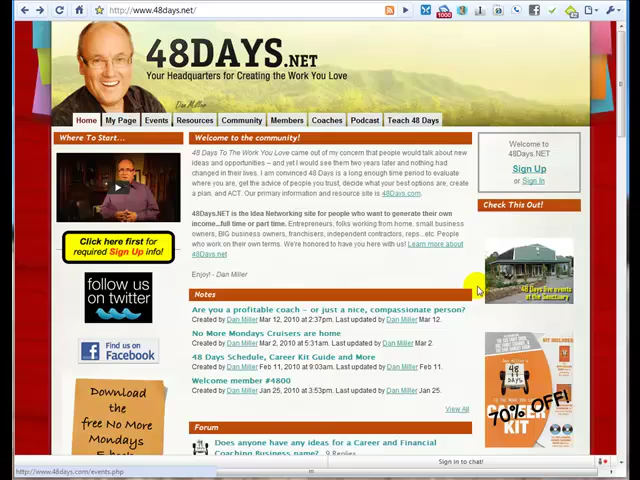 http://www.48days.net/
1000
48DAYS.NET
Your Headquarters for Creating the Work You Love
Dan Miller
Home My Page Events Resources Community Members Coaches Podcast Teach 48 Days
Where To Start...
Click here first for
required Sign Up info!
follow
us on
twitter
Find us on
Facebook
Download
the
free No More
Mondays
Welcome to the community!
48 Days To The Work You Love came out of my concern that people would talk about new
ideas and opportunities – and yet I would see them two years later and nothing had
changed in their lives. I am convinced 48 Days is a long enough time period to evaluate
where you are, get the advice of people you trust, decide what your best options are, create
a plan, and ACT. Our primary information and resource site is 48Days.com.
48Days.NET is the Idea Networking site for people who want to generate their own
income...full time or part time. Entrepreneurs, folks working from home, small business
owners, BIG business owners, franchisers, independent contractors, reps...etc. People
who work on their own terms. We're honored to have you here with us! Learn more about
48Days.net
Enjoy! - Dan Miller
Notes
Are you a profitable coach – or just a nice, compassionate person?
Created by Dan Miller Mar 12, 2010 at 2:37pm. Last updated by Dan Miller Mar 12.
No More Mondays Cruisers are home
Created by Dan Miller Mar 2, 2010 at 5:31am. Last updated by Dan Miller Mar 2.
48 Days Schedule, Career Kit Guide and More
Created by Dan Miller Feb 11, 2010 at 9:03am. Last updated by Dan Miller Feb 11.
Welcome member #4800
Created by Dan Miller Jan 25, 2010 at 3:53pm. Last updated by Dan Miller Jan 25.
View All
Forum
Does anyone have any ideas for a Career and Financial
Coaching Business name? 9 Replies
Welcome to
48Days.NET
Sign Up
or Sign In
Check This Out!
48 Days live events
at the Sanctuary
48
DAYS
KIT INCLUDES
CAREER
KIT
70% OFF!
Sign in to chat!
http://www.48days.com/events.php